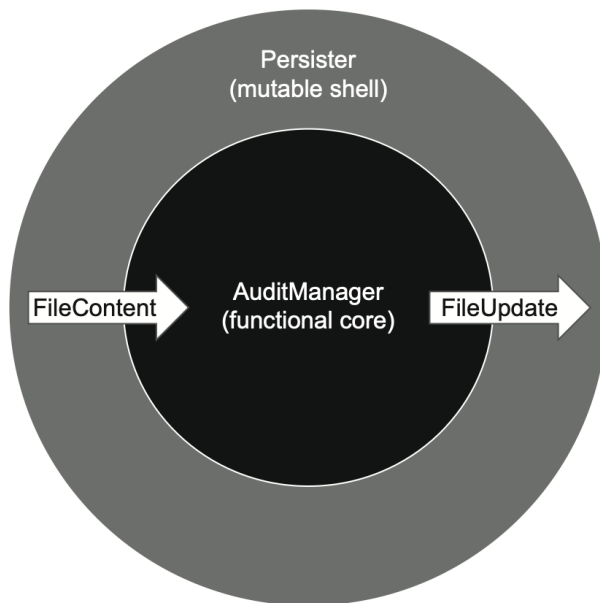 Persister
(mutable shell)
FileContent
AuditManager
(functional core)
FileUpdate